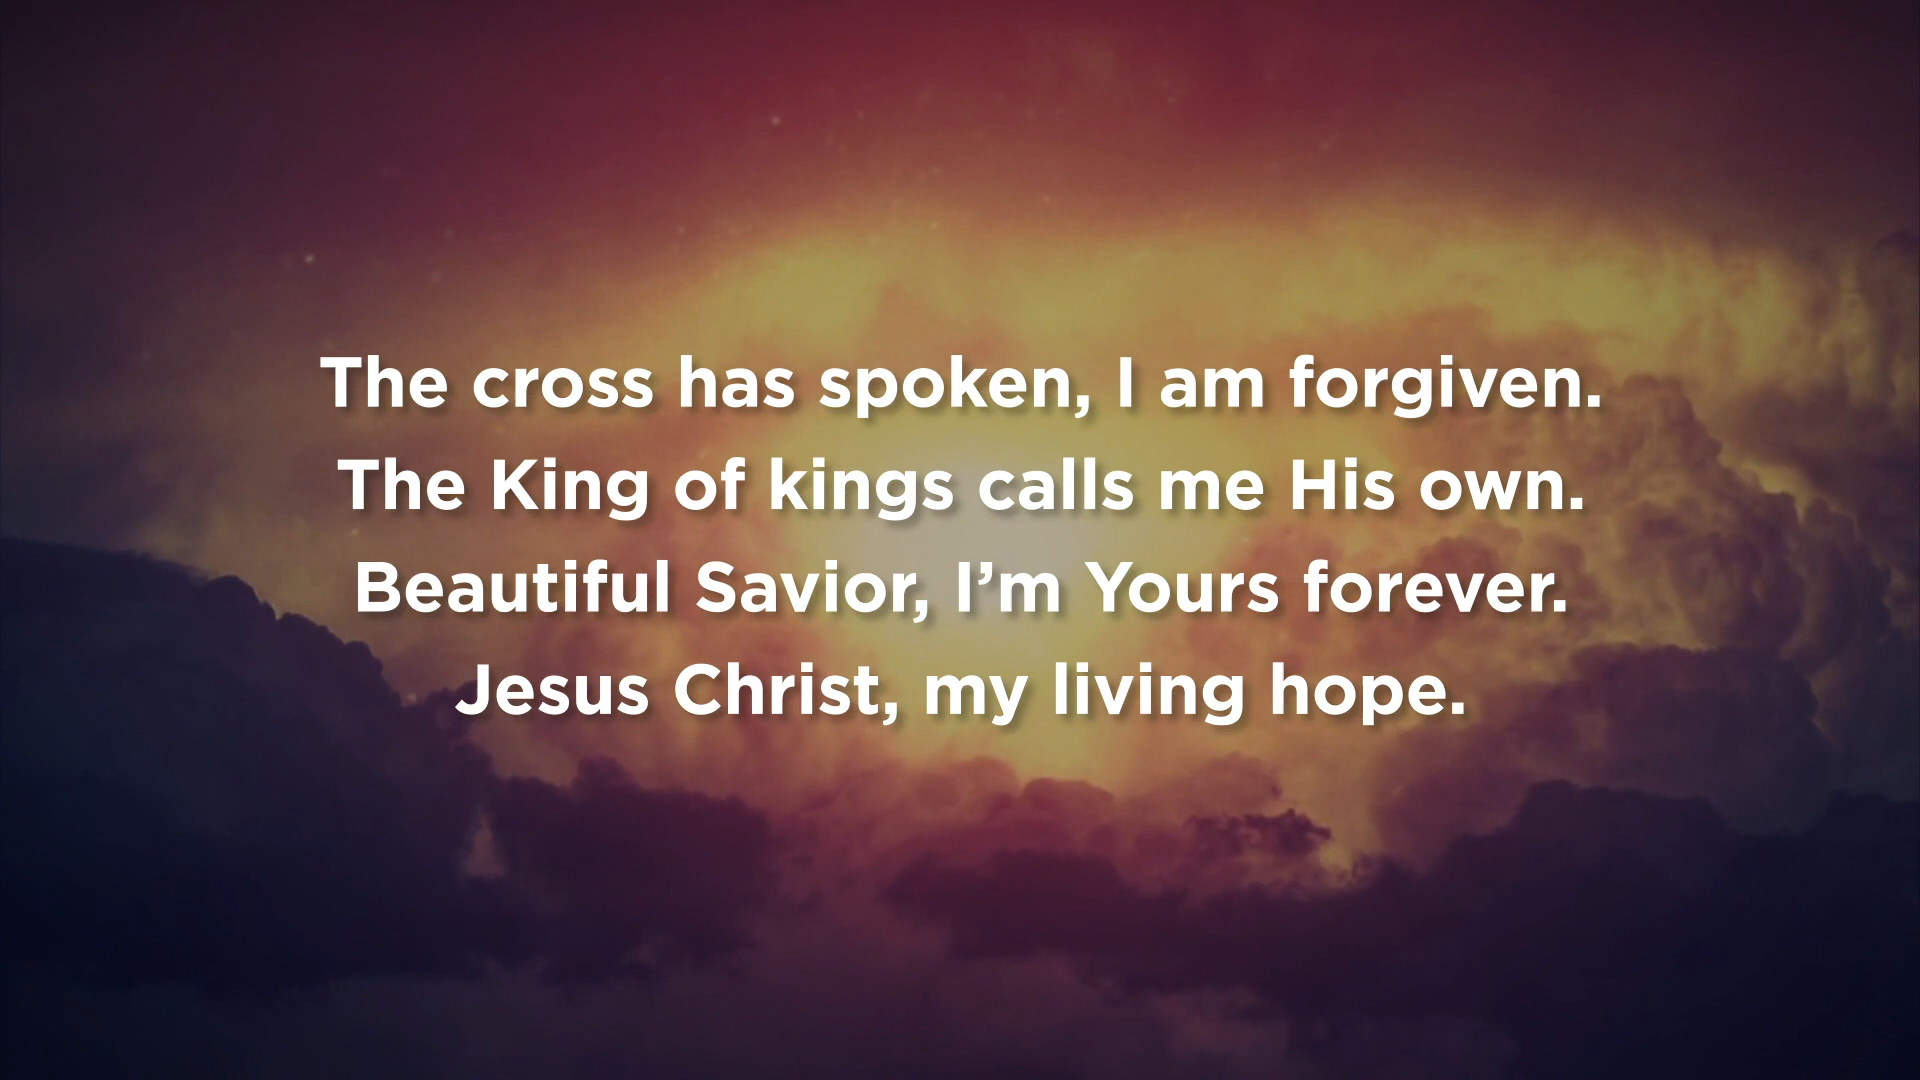 The cross has spoken, I am forgiven.
The King of kings calls me His own.
Beautiful Savior, I’m Yours forever.
Jesus Christ, my living hope.